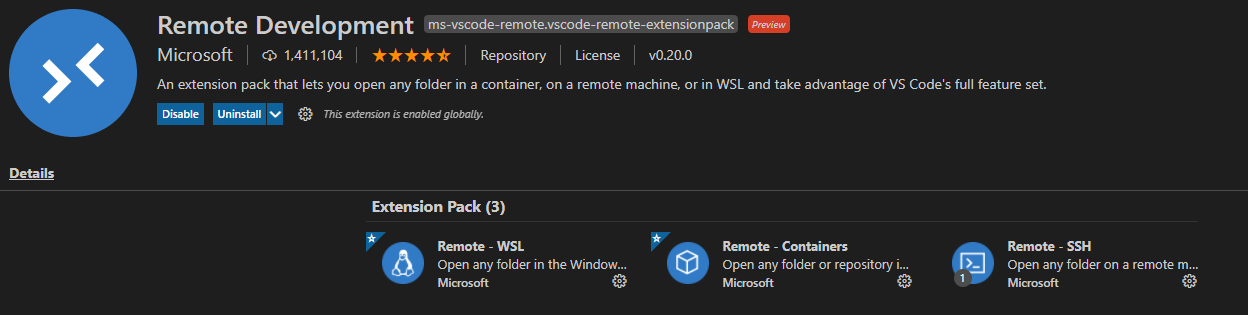 Remote Development ms-vscode-remote.vscode-remote-extensionpack Preview
Microsoft 1,411,104 Repository License v0.20.0
An extension pack that lets you open any folder in a container, on a remote machine, or in WSL and take advantage of VS Code's full feature set.
Disable Uninstall This extension is enabled globally.
Details
Extension Pack (3)
Remote - WSL Remote - Containers Remote - SSH
Open any folder in the Window... Open any folder or repository i... Open any folder on a remote m...
1
Microsoft Microsoft Microsoft